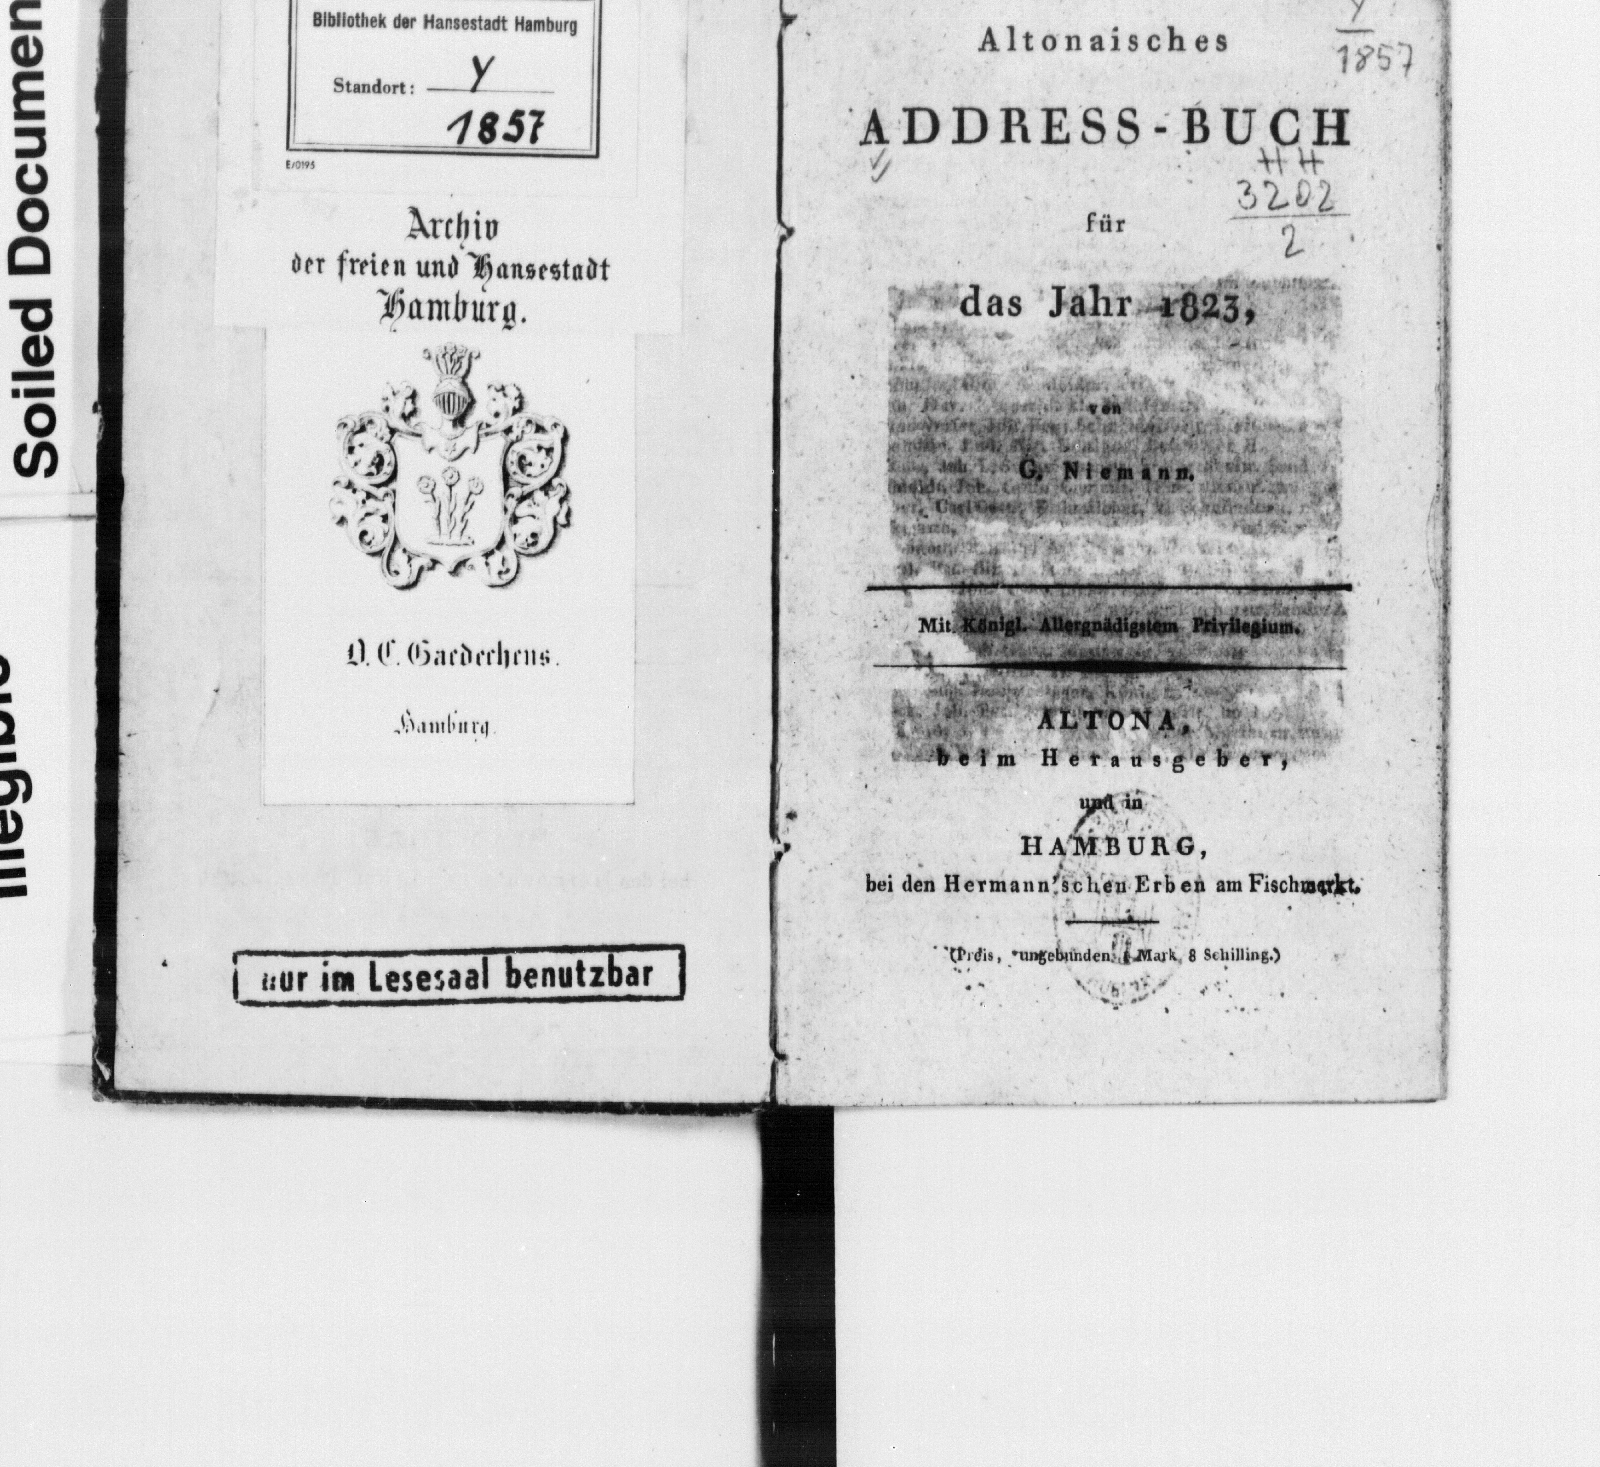 Soiled Documen
Bibliothek der Hansestadt Hamburg
Standort: Y
1857
E/0195
Archiv
der freien und Hansestadt
Hamburg.
D. C. Gaedechens.
Hamburg.
nur im Lesesaal benutzbar
Y
1857
Altonaisches
ADDRESS-BUCH
HH
3202
2
für
das Jahr 1823,
von
G. Niemann.
Mit Königl. Allergnädigstem Privilegium.
ALTONA,
beim Herausgeber,
und in
HAMBURG,
bei den Hermann'schen Erben am Fischmarkt.
(Preis, ungebunden, Mark 8 Schilling.)